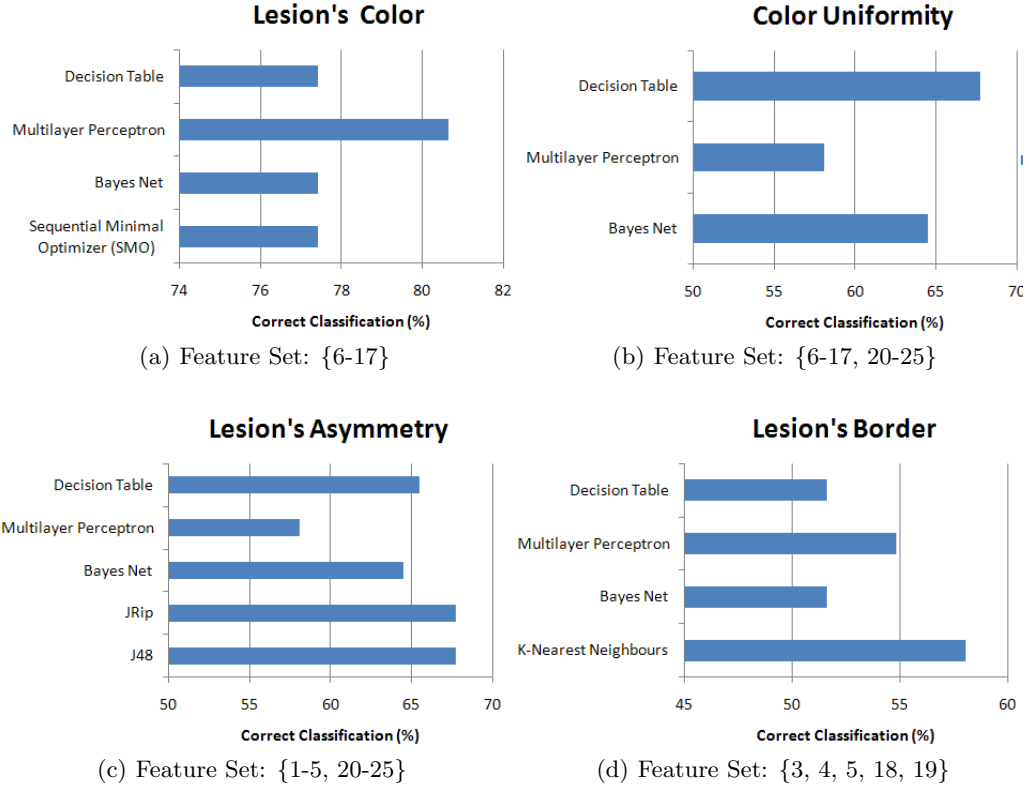 Lesion's Color
Decision Table
Multilayer Perceptron
Bayes Net
Sequential Minimal
Optimizer (SMO)
74 76 78 80 82
Correct Classification (%)
(a) Feature Set: {6-17}
Color Uniformity
Decision Table
Multilayer Perceptron
Bayes Net
50 55 60 65 70
Correct Classification (%)
(b) Feature Set: {6-17, 20-25}
Lesion's Asymmetry
Decision Table
Multilayer Perceptron
Bayes Net
JRip
J48
50 55 60 65 70
Correct Classification (%)
(c) Feature Set: {1-5, 20-25}
Lesion's Border
Decision Table
Multilayer Perceptron
Bayes Net
K-Nearest Neighbours
45 50 55 60
Correct Classification (%)
(d) Feature Set: {3, 4, 5, 18, 19}